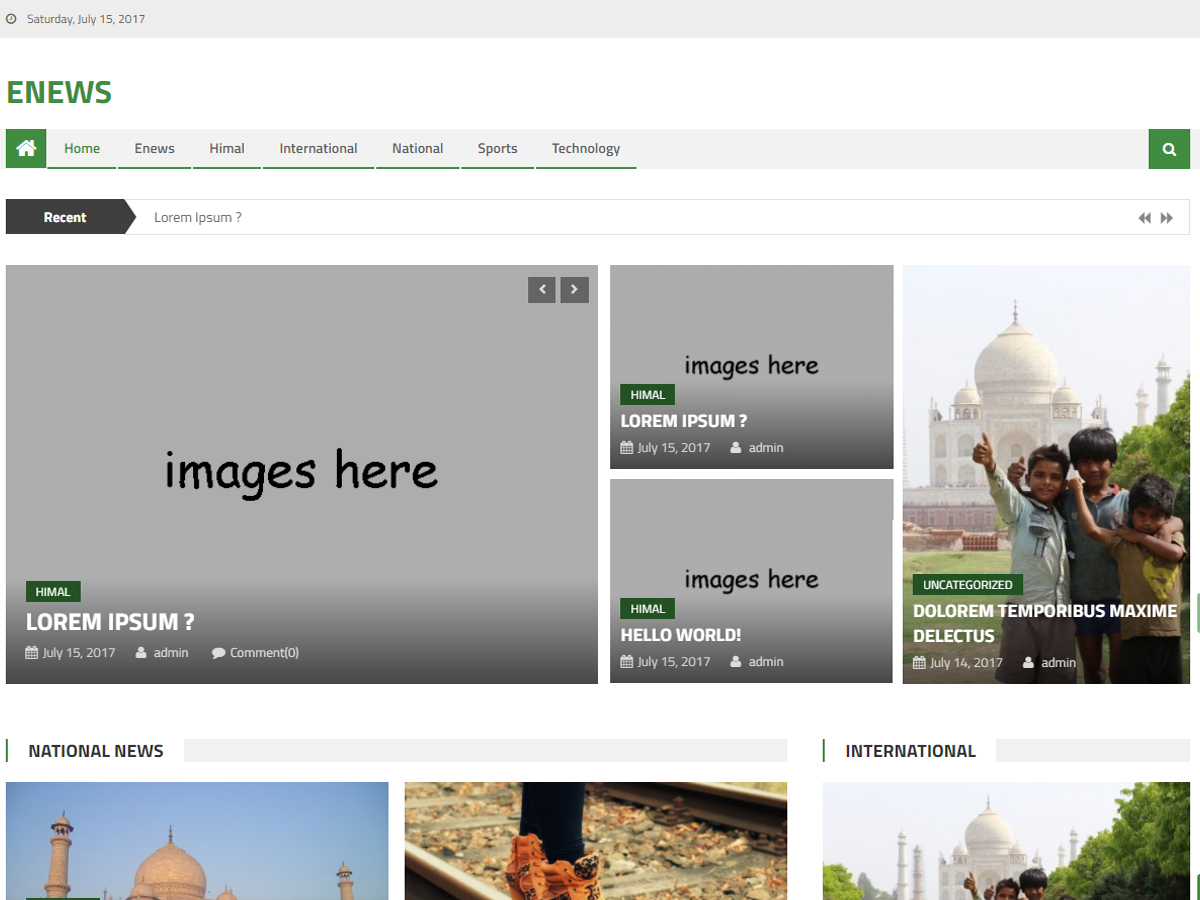 Saturday, July 15, 2017
ENEWS
Home Enews Himal International National Sports Technology
Recent Lorem Ipsum ?
images here
HIMAL
LOREM IPSUM ?
July 15, 2017 admin Comment(0)
images here
HIMAL
LOREM IPSUM ?
July 15, 2017 admin
images here
HIMAL
HELLO WORLD!
July 15, 2017 admin
UNCATEGORIZED
DOLOREM TEMPORIBUS MAXIME
DELECTUS
July 14, 2017 admin
NATIONAL NEWS
INTERNATIONAL